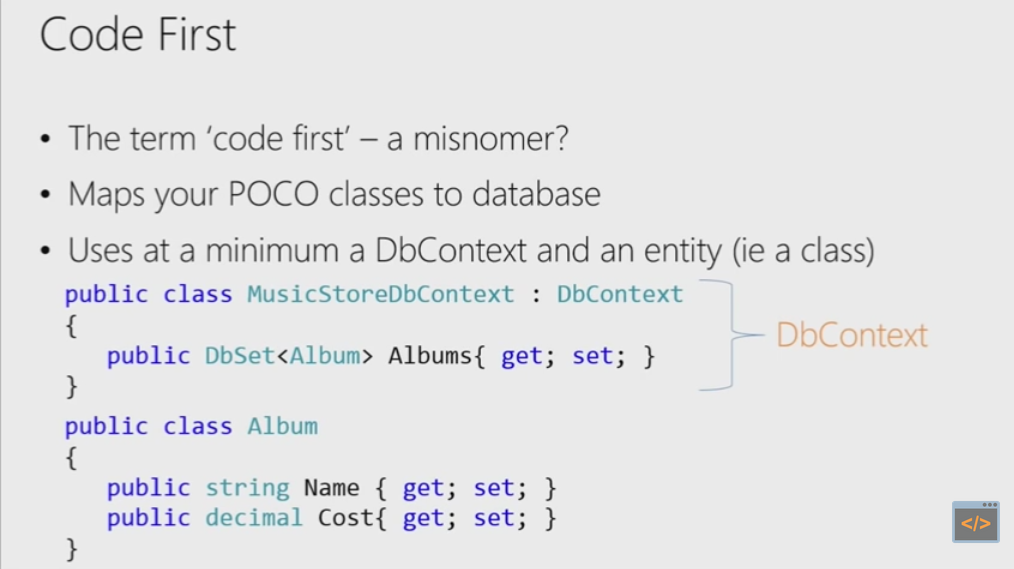 Code First
• The term ‘code first’ – a misnomer?
• Maps your POCO classes to database
• Uses at a minimum a DbContext and an entity (ie a class)
public class MusicStoreDbContext : DbContext
{
public DbSet<Album> Albums{ get; set; }
}
DbContext
public class Album
{
public string Name { get; set; }
public decimal Cost{ get; set; }
}
</>